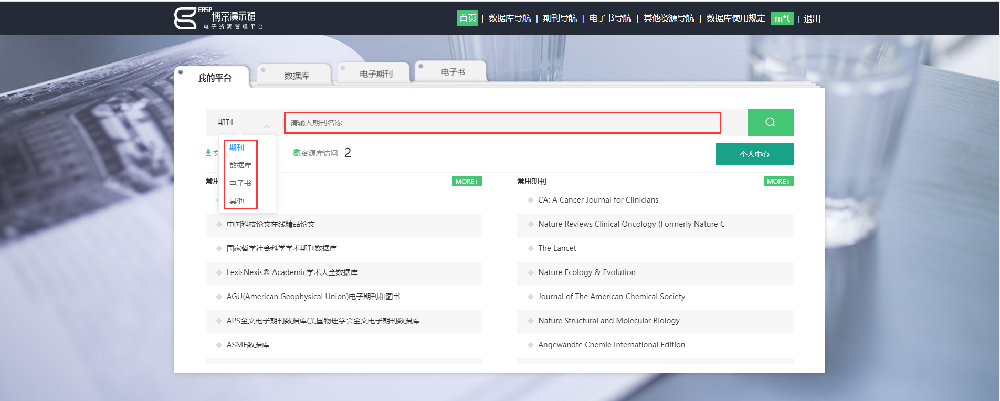 ERSP 博采演示馆
电子资源管理平台
首页 | 数据库导航 | 期刊导航 | 电子书导航 | 其他资源导航 | 数据库使用规定 m*t | 退出
我的平台 数据库 电子期刊 电子书
期刊 请输入期刊名称
期刊
数据库
电子书
其他
文 资源库访问 2 个人中心
常用 MORE+
中国科技论文在线精品论文
国家哲学社会科学学术期刊数据库
LexisNexis® Academic学术大全数据库
AGU(American Geophysical Union)电子期刊和图书
APS全文电子期刊数据库(美国物理学会全文电子期刊数据库
ASME数据库
常用期刊 MORE+
CA: A Cancer Journal for Clinicians
Nature Reviews Clinical Oncology (Formerly Nature C
The Lancet
Nature Ecology & Evolution
Journal of The American Chemical Society
Nature Structural and Molecular Biology
Angewandte Chemie International Edition